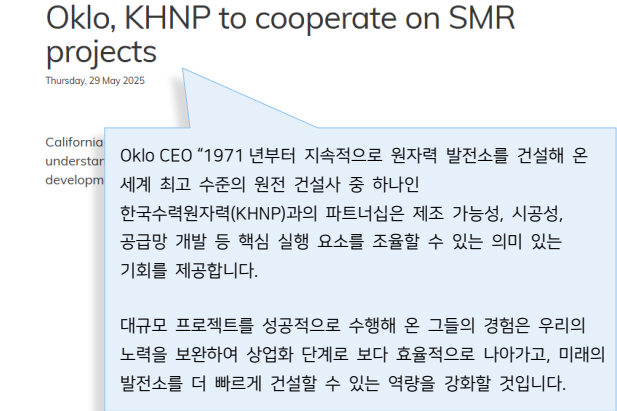 Oklo, KHNP to cooperate on SMR
projects
Thursday, 29 May 2025
California
Oklo CEO “1971년부터 지속적으로 원자력 발전소를 건설해 온
세계 최고 수준의 원전 건설사 중 하나인
한국수력원자력(KHNP)과의 파트너십은 제조 가능성, 시공성,
공급망 개발 등 핵심 실행 요소를 조율할 수 있는 의미 있는
기회를 제공합니다.
대규모 프로젝트를 성공적으로 수행해 온 그들의 경험은 우리의
노력을 보완하여 상업화 단계로 보다 효율적으로 나아가고, 미래의
발전소를 더 빠르게 건설할 수 있는 역량을 강화할 것입니다.